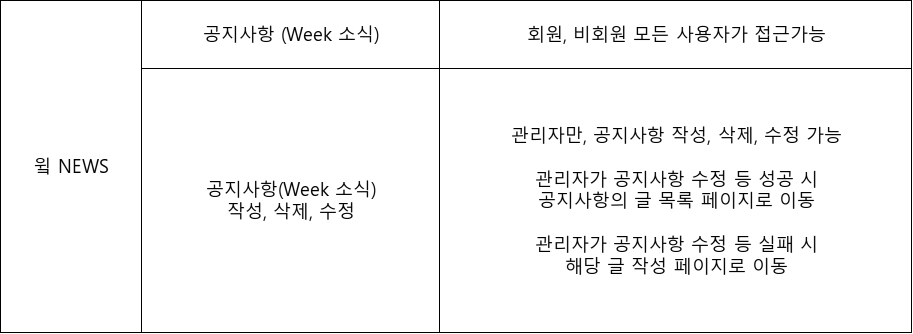 공지사항 (Week 소식)
회원, 비회원 모든 사용자가 접근가능
윜 NEWS
공지사항(Week 소식)
작성, 삭제, 수정
관리자만, 공지사항 작성, 삭제, 수정 가능
관리자가 공지사항 수정 등 성공 시
공지사항의 글 목록 페이지로 이동
관리자가 공지사항 수정 등 실패 시
해당 글 작성 페이지로 이동